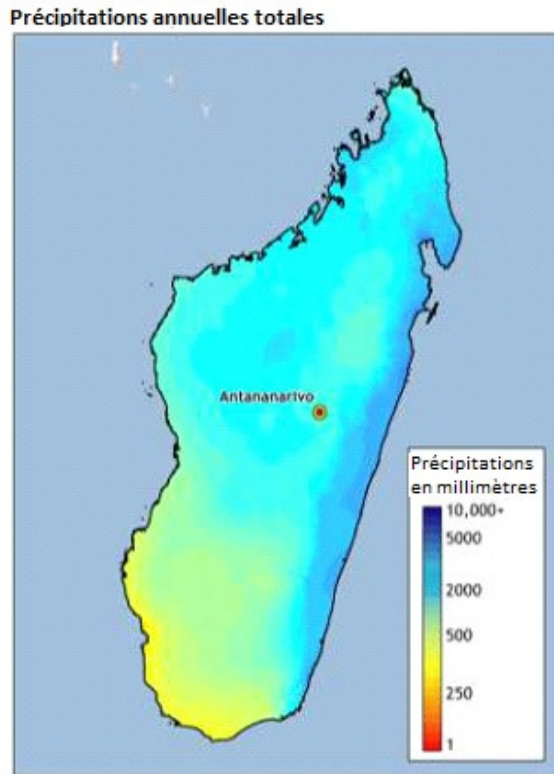 Précipitations annuelles totales
Antananarivo
Précipitations
en millimètres
10,000+
5000
2000
500
250
1